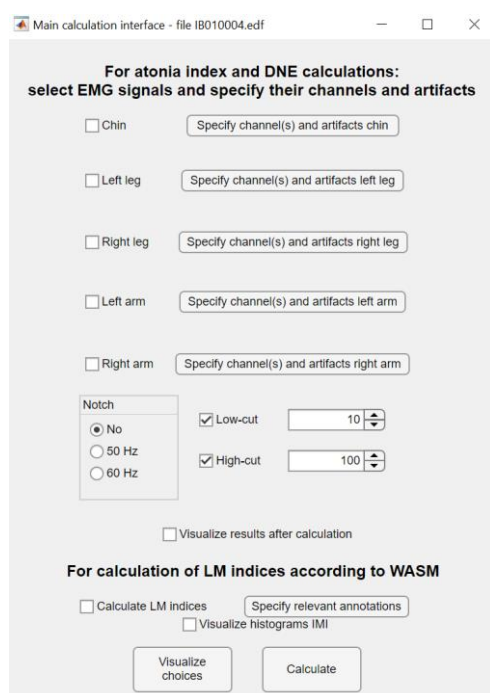 Main calculation interface - file IB010004.edf
For atonia index and DNE calculations:
select EMG signals and specify their channels and artifacts
Chin Specify channel(s) and artifacts chin
Left leg Specify channel(s) and artifacts left leg
Right leg Specify channel(s) and artifacts right leg
Left arm Specify channel(s) and artifacts left arm
Right arm Specify channel(s) and artifacts right arm
Notch
No
50 Hz
60 Hz
Low-cut 10
High-cut 100
Visualize results after calculation
For calculation of LM indices according to WASM
Calculate LM indices Specify relevant annotations
Visualize histograms IMI
Visualize
choices
Calculate